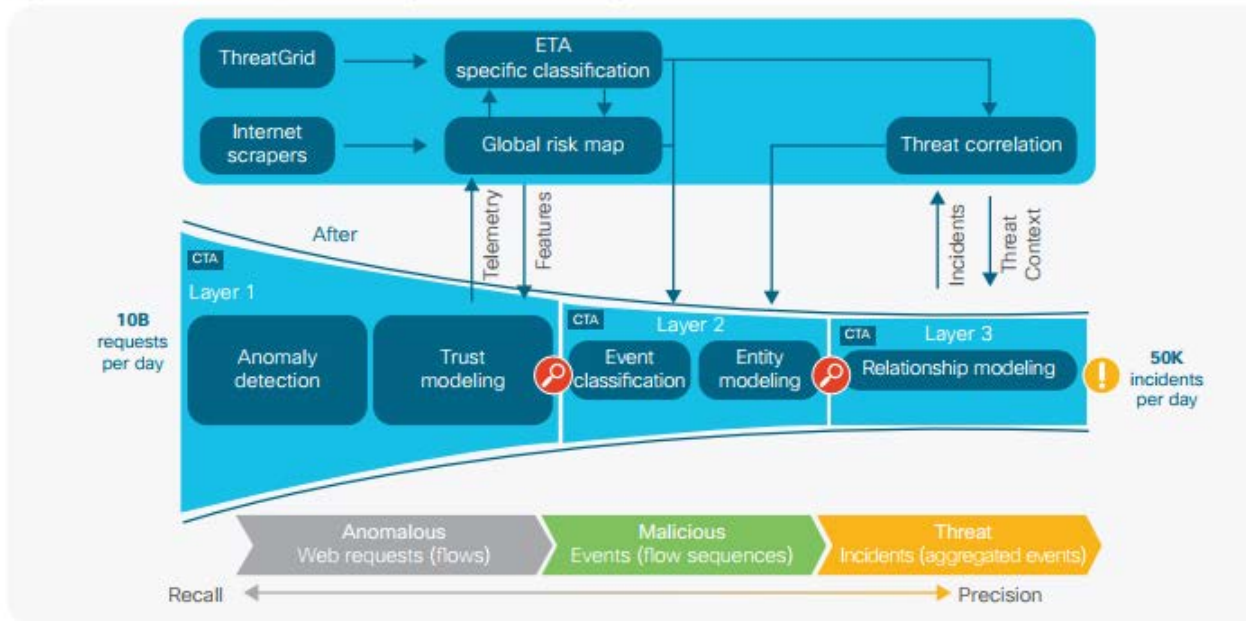 ThreatGrid
ETA
specific classification
Internet
scrapers
Global risk map
Threat correlation
Telemetry
Features
Incidents
Threat
Context
After
CTA
Layer 1
10B
requests
per day
Anomaly
detection
Trust
modeling
CTA
Layer 2
Event
classification
Entity
modeling
CTA
Layer 3
Relationship modeling
50K
incidents
per day
Anomalous
Web requests (flows)
Malicious
Events (flow sequences)
Threat
Incidents (aggregated events)
Recall
Precision